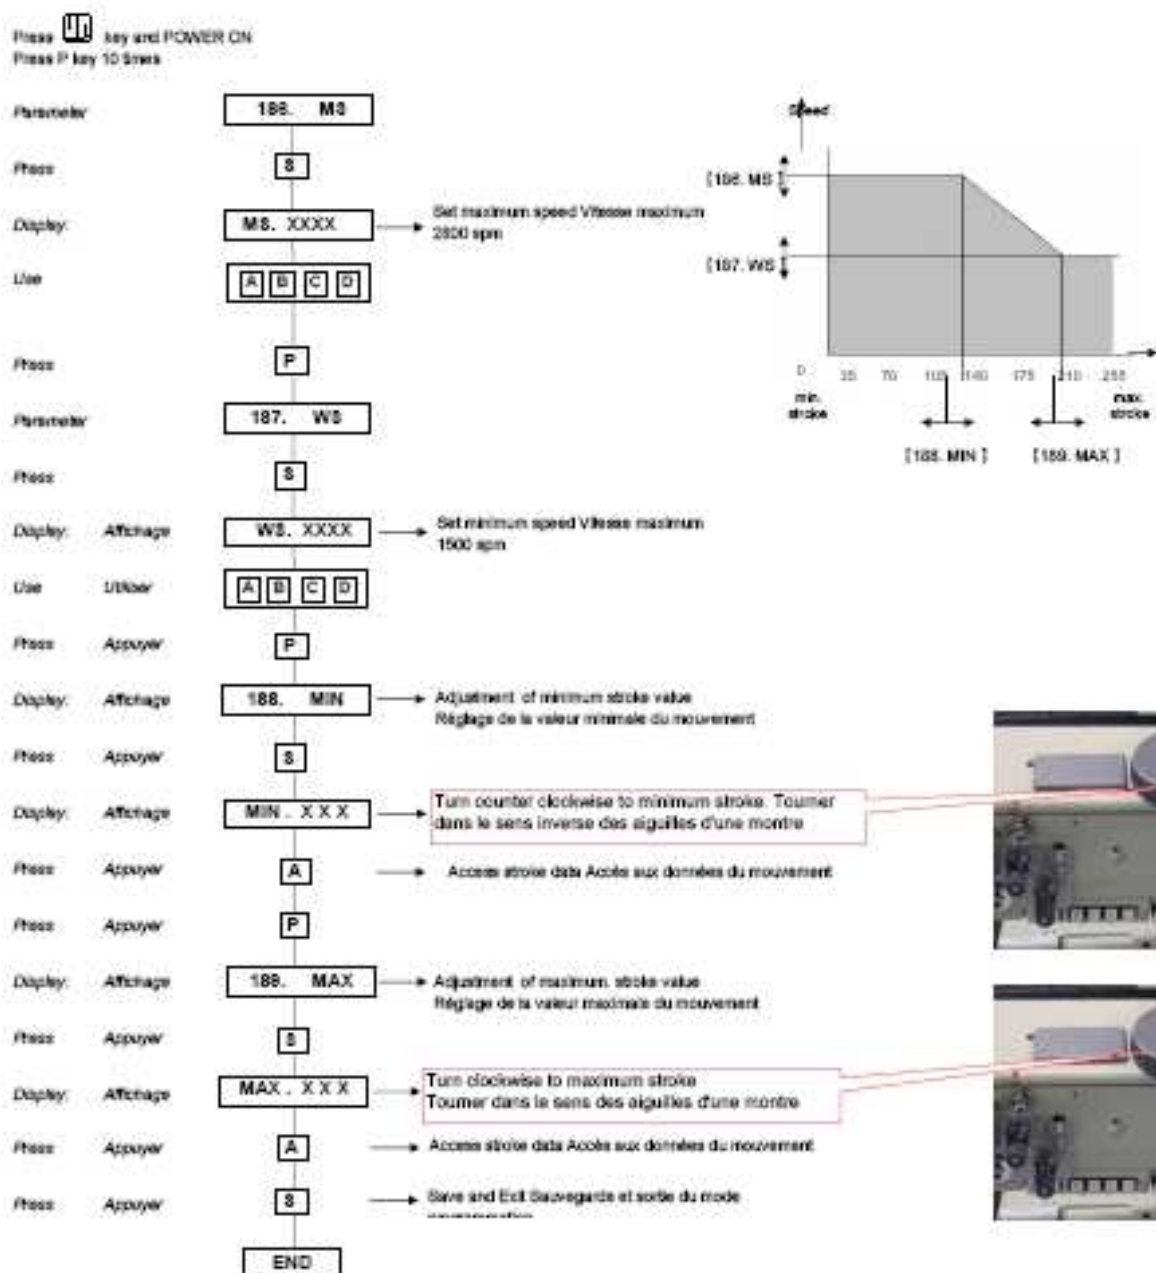 Press key and POWER ON
Press P key 10 times
Parameter 186. MS
Press S
Display: MS. XXXX Set maximum speed Vitesse maximum
2800 spm
Use A B C D
Press P
Parameter 187. WS
Press S
Display: Affichage WS. XXXX Set minimum speed Vitesse maximum
1500 spm
Use Utiliser A B C D
Press Appuyer P
Display: Affichage 188. MIN Adjustment of minimum stroke value
Réglage de la valeur minimale du mouvement
Press Appuyer S
Display: Affichage MIN. XXX Turn counter clockwise to minimum stroke. Tourner
dans le sens inverse des aiguilles d'une montre
Press Appuyer A Access stroke data Accès aux données du mouvement
Press Appuyer P
Display: Affichage 189. MAX Adjustment of maximum. stroke value
Réglage de la valeur maximale du mouvement
Press Appuyer S
Display: Affichage MAX. XXX Turn clockwise to maximum stroke
Tourner dans le sens des aiguilles d'une montre
Press Appuyer A Access stroke data Accès aux données du mouvement
Press Appuyer S Save and Exit Sauvegarde et sortie du mode
END
Speed
[186. MS]
[187. WS]
0 35 70 105 140 175 210 255
min. max.
stroke stroke
[188. MIN] [189. MAX]